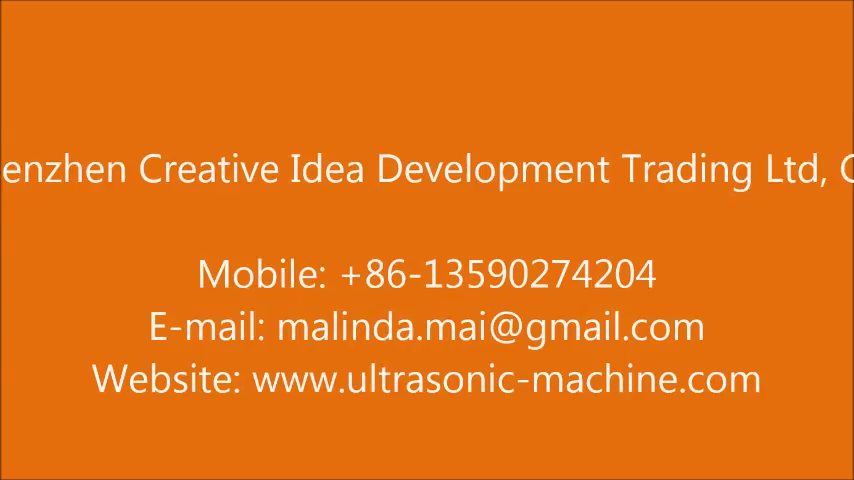 enzhen Creative Idea Development Trading Ltd, C
Mobile: +86-13590274204
E-mail: malinda.mai@gmail.com
Website: www.ultrasonic-machine.com